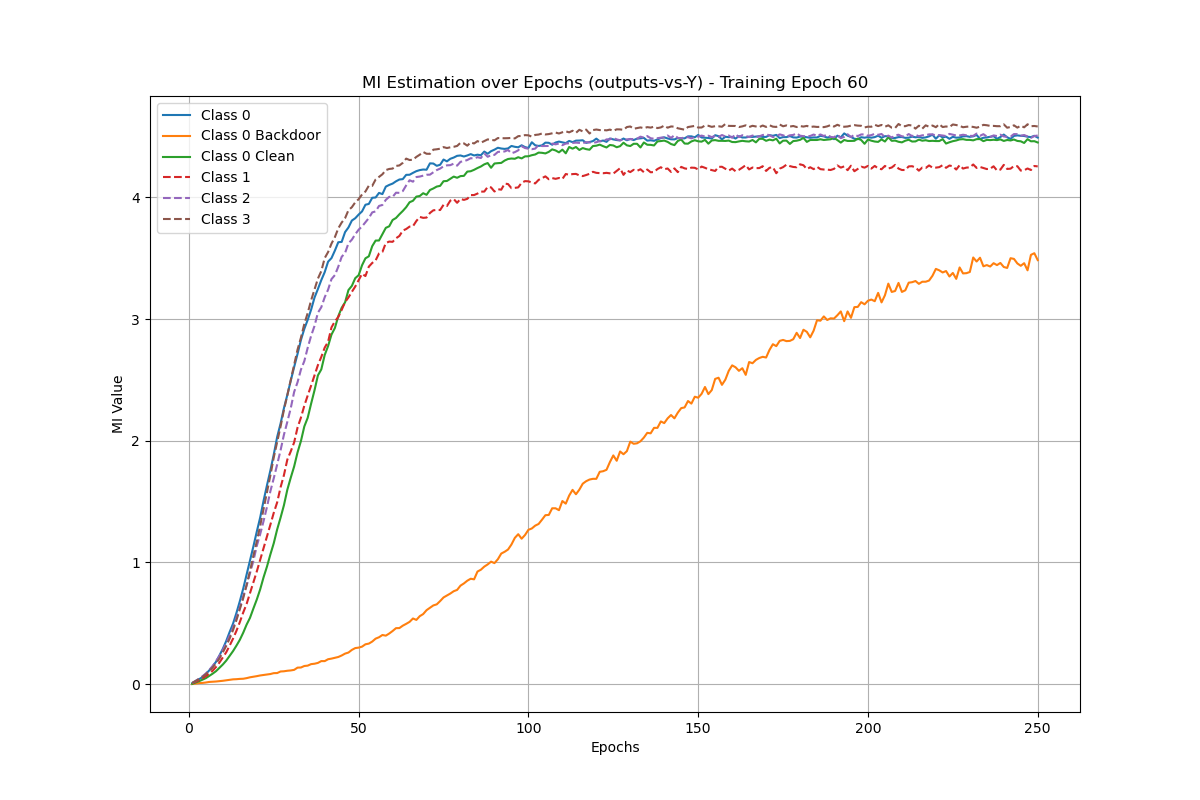 MI Estimation over Epochs (outputs-vs-Y) - Training Epoch 60
Class 0
Class 0 Backdoor
Class 0 Clean
Class 1
Class 2
Class 3
MI Value
4
3
2
1
0
0 50 100 150 200 250
Epochs